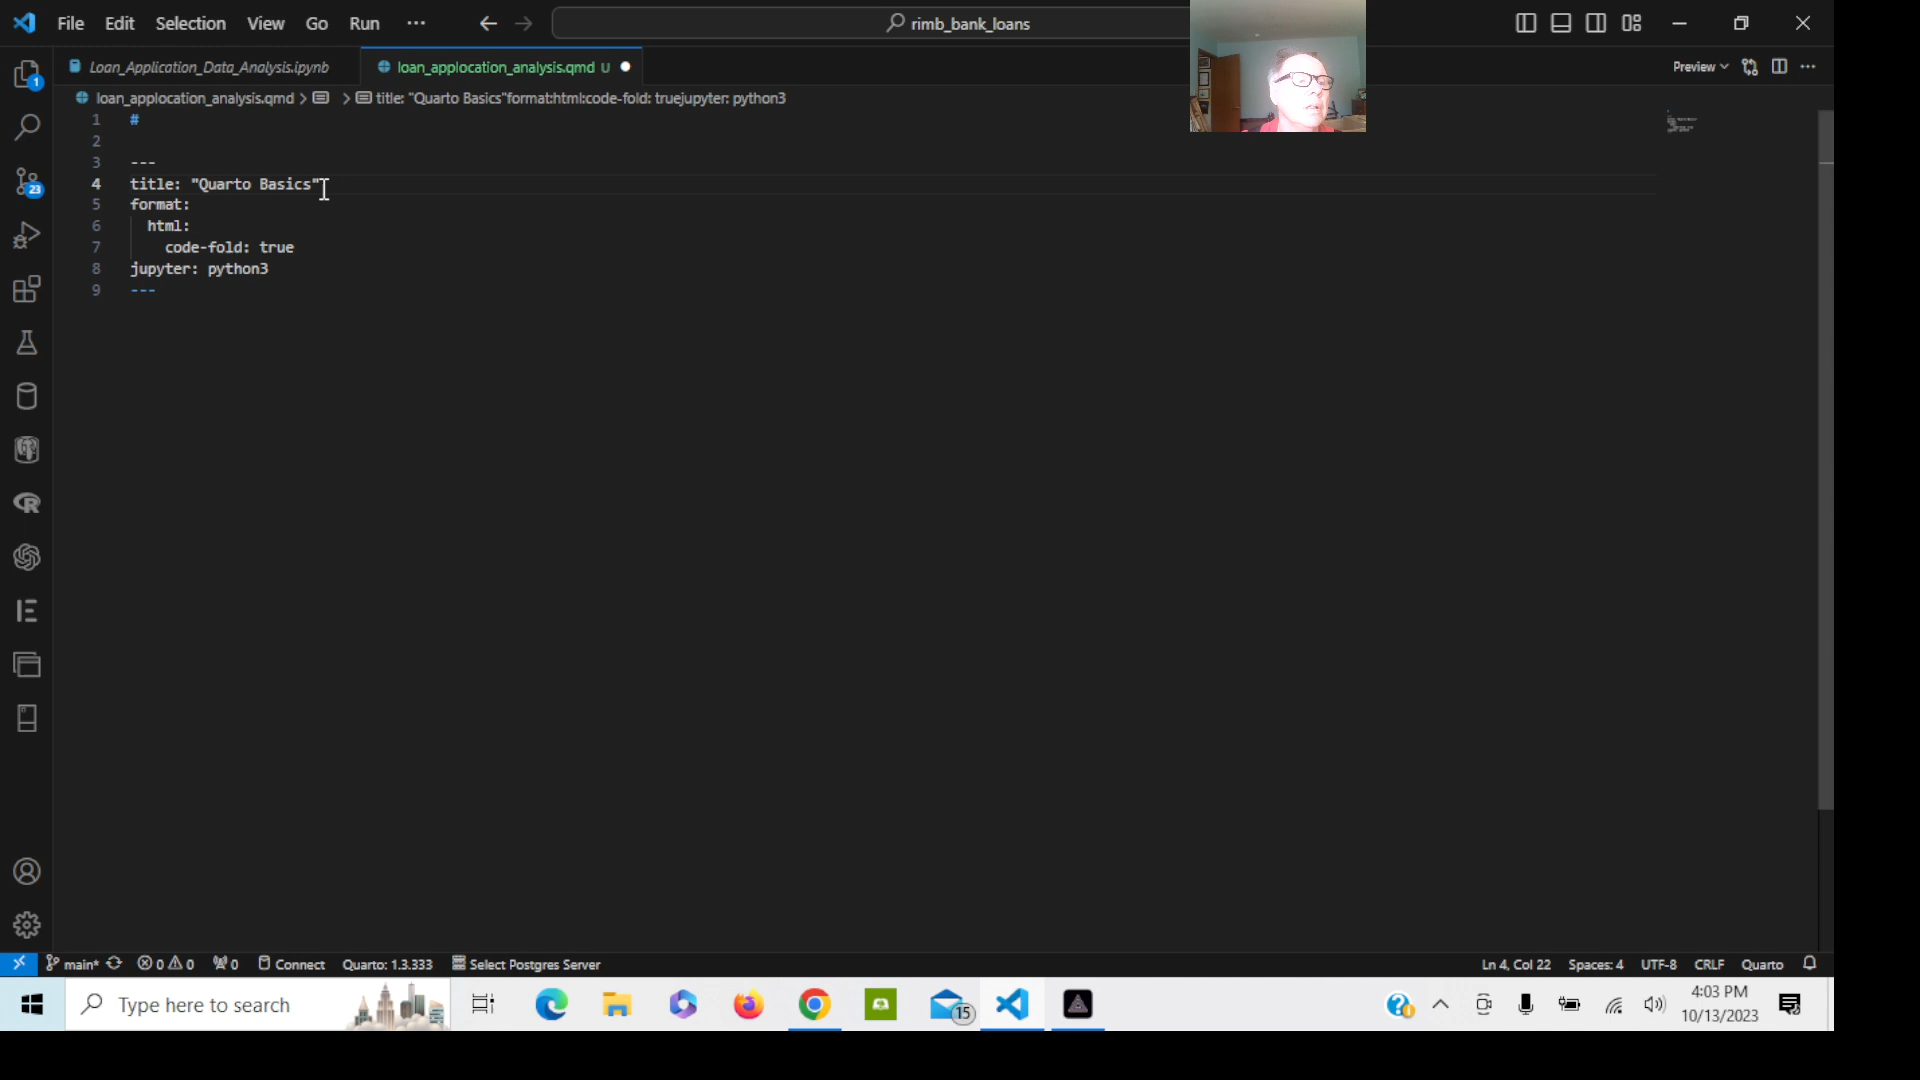 File Edit Selection View Go Run ··· rimb_bank_loans
Loan_Application_Data_Analysis.ipynb loan_applocation_analysis.qmd U Preview
loan_applocation_analysis.qmd > > title: "Quarto Basics"format:html:code-fold: truejupyter: python3
1 #
2
3 ---
4 title: "Quarto Basics"
5 format:
6 html:
7 code-fold: true
8 jupyter: python3
9 ---
1
23
main* 0 0 0 Connect Quarto: 1.3.333 Select Postgres Server Ln 4, Col 22 Spaces: 4 UTF-8 CRLF Quarto
Type here to search 15 4:03 PM
10/13/2023